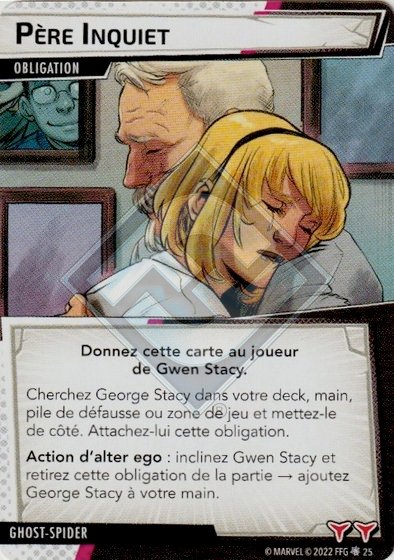 PÈRE INQUIET
OBLIGATION
Donnez cette carte au joueur
de Gwen Stacy.
Cherchez George Stacy dans votre deck, main,
pile de défausse ou zone de jeu et mettez-le
de côté. Attachez-lui cette obligation.
Action d'alter ego : inclinez Gwen Stacy et
retirez cette obligation de la partie → ajoutez
George Stacy à votre main.
GHOST-SPIDER
© MARVEL © 2022 FFG 25